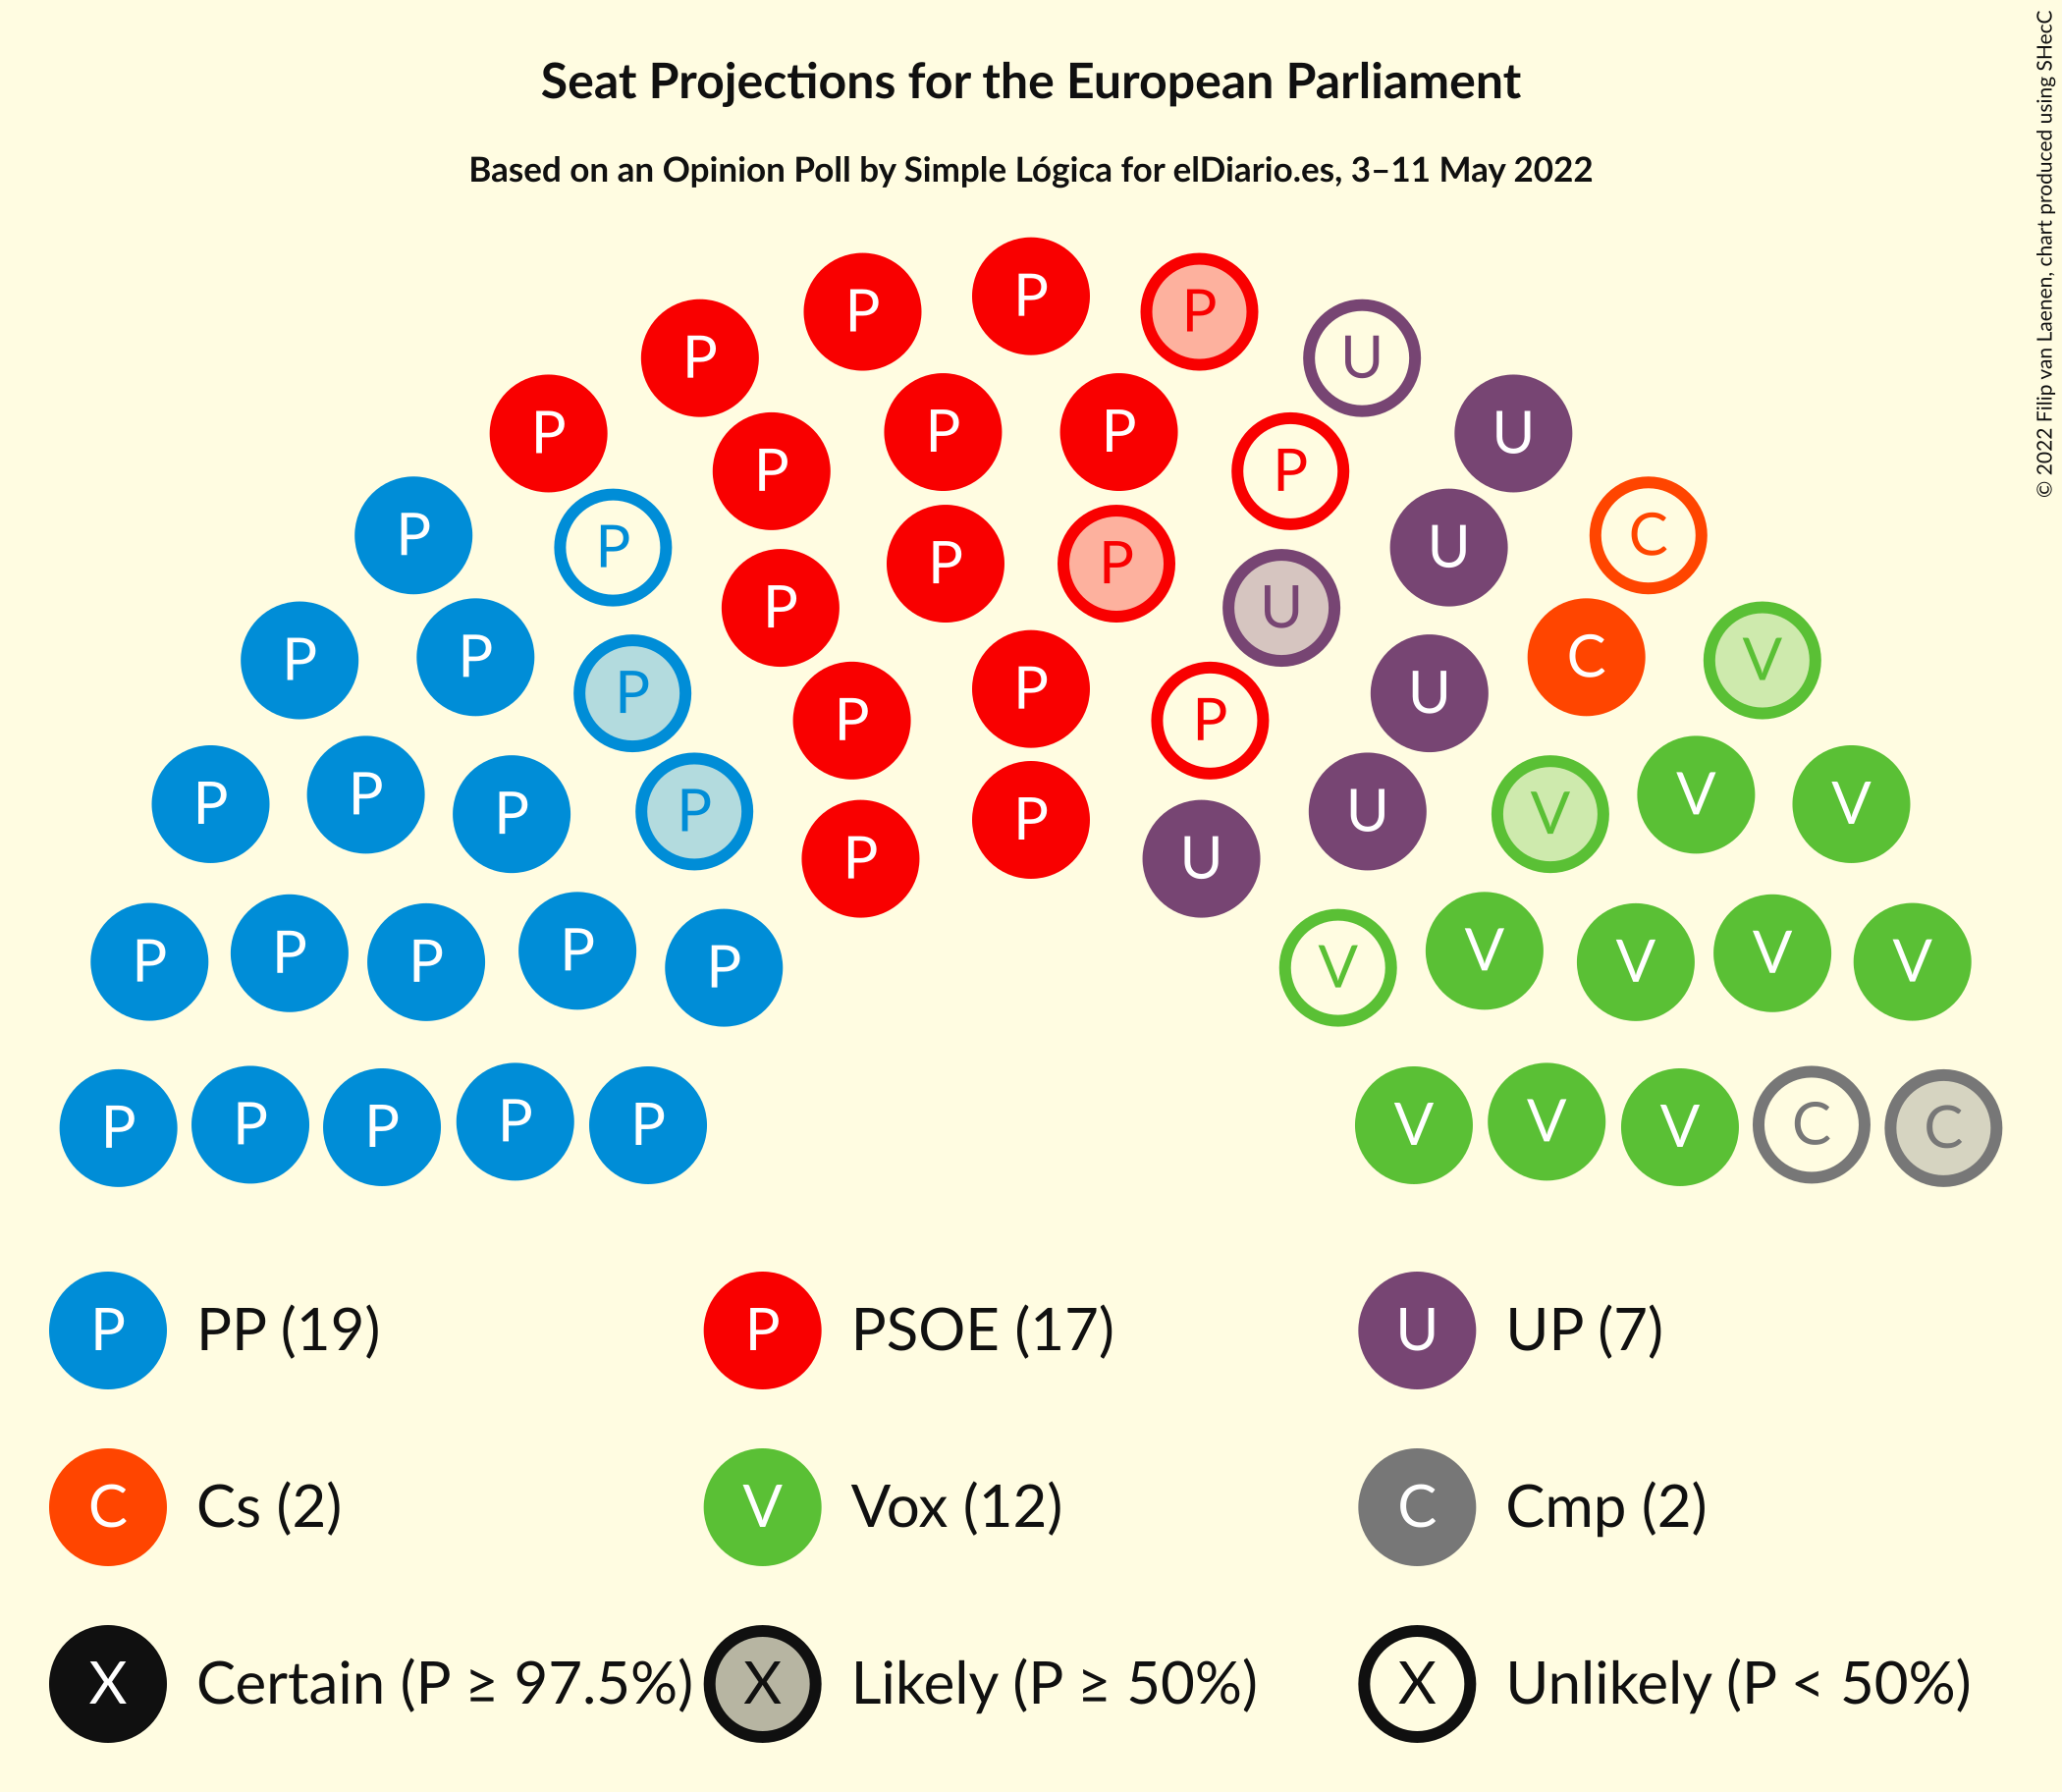 Seat Projections for the European Parliament
Based on an Opinion Poll by Simple Lógica for elDiario.es, 3–11 May 2022
© 2022 Filip van Laenen, chart produced using SHecC
P
P P
P P
P U
P P P P
P U
P P
U
P C
P P P
P U
P P
P C V
P U
P P P
P P P U V V V
P P
P U
P P P P P V V V V V
P P P P P V V V C C
P PP (19) P PSOE (17) U UP (7)
C Cs (2) V Vox (12) C Cmp (2)
X Certain (P ≥ 97.5%) X Likely (P ≥ 50%) X Unlikely (P < 50%)